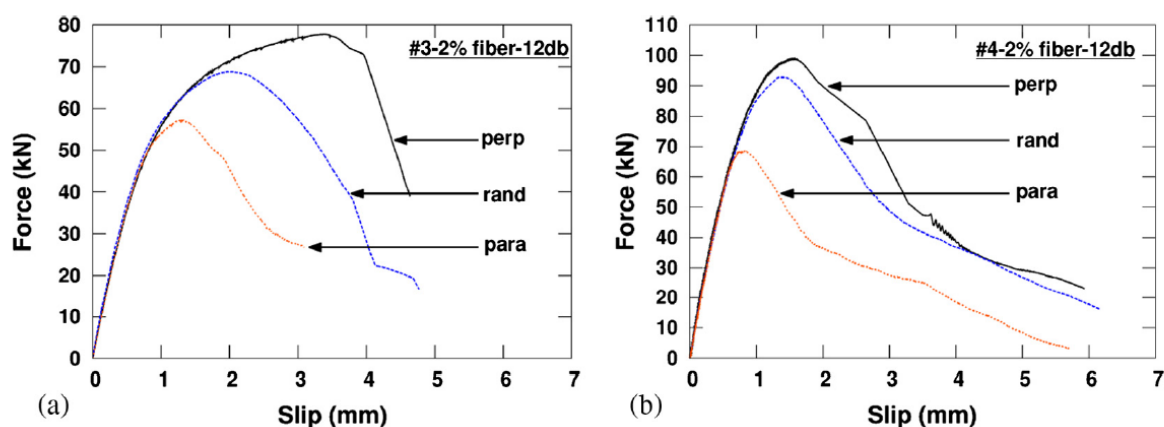 80
70
60
50
40
30
20
10
0
Force (kN)
#3-2% fiber-12db
perp
rand
para
0 1 2 3 4 5 6 7
Slip (mm)
(a)
110
100
90
80
70
60
50
40
30
20
10
0
Force (kN)
#4-2% fiber-12db
perp
rand
para
0 1 2 3 4 5 6 7
Slip (mm)
(b)